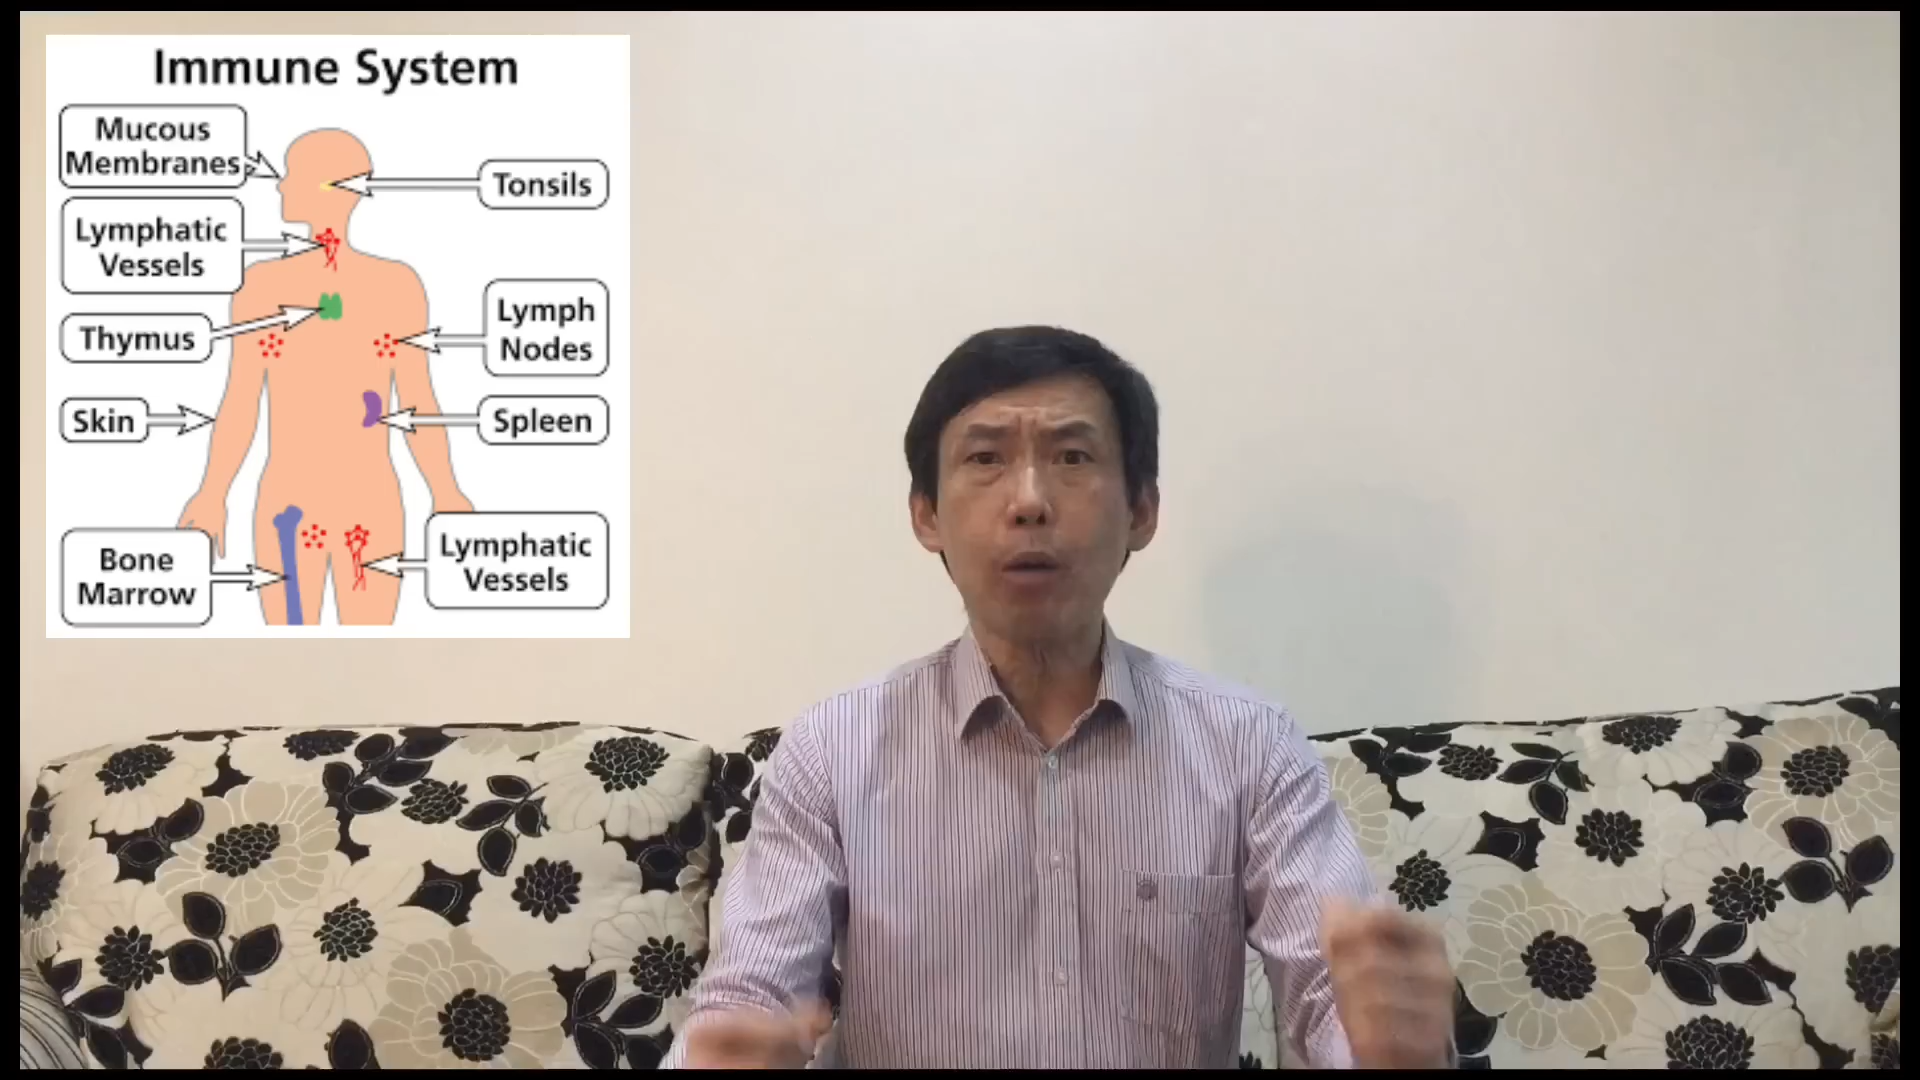 Immune System
Mucous
Membranes
Tonsils
Lymphatic
Vessels
Lymph
Nodes
Thymus
Skin
Spleen
Bone
Marrow
Lymphatic
Vessels